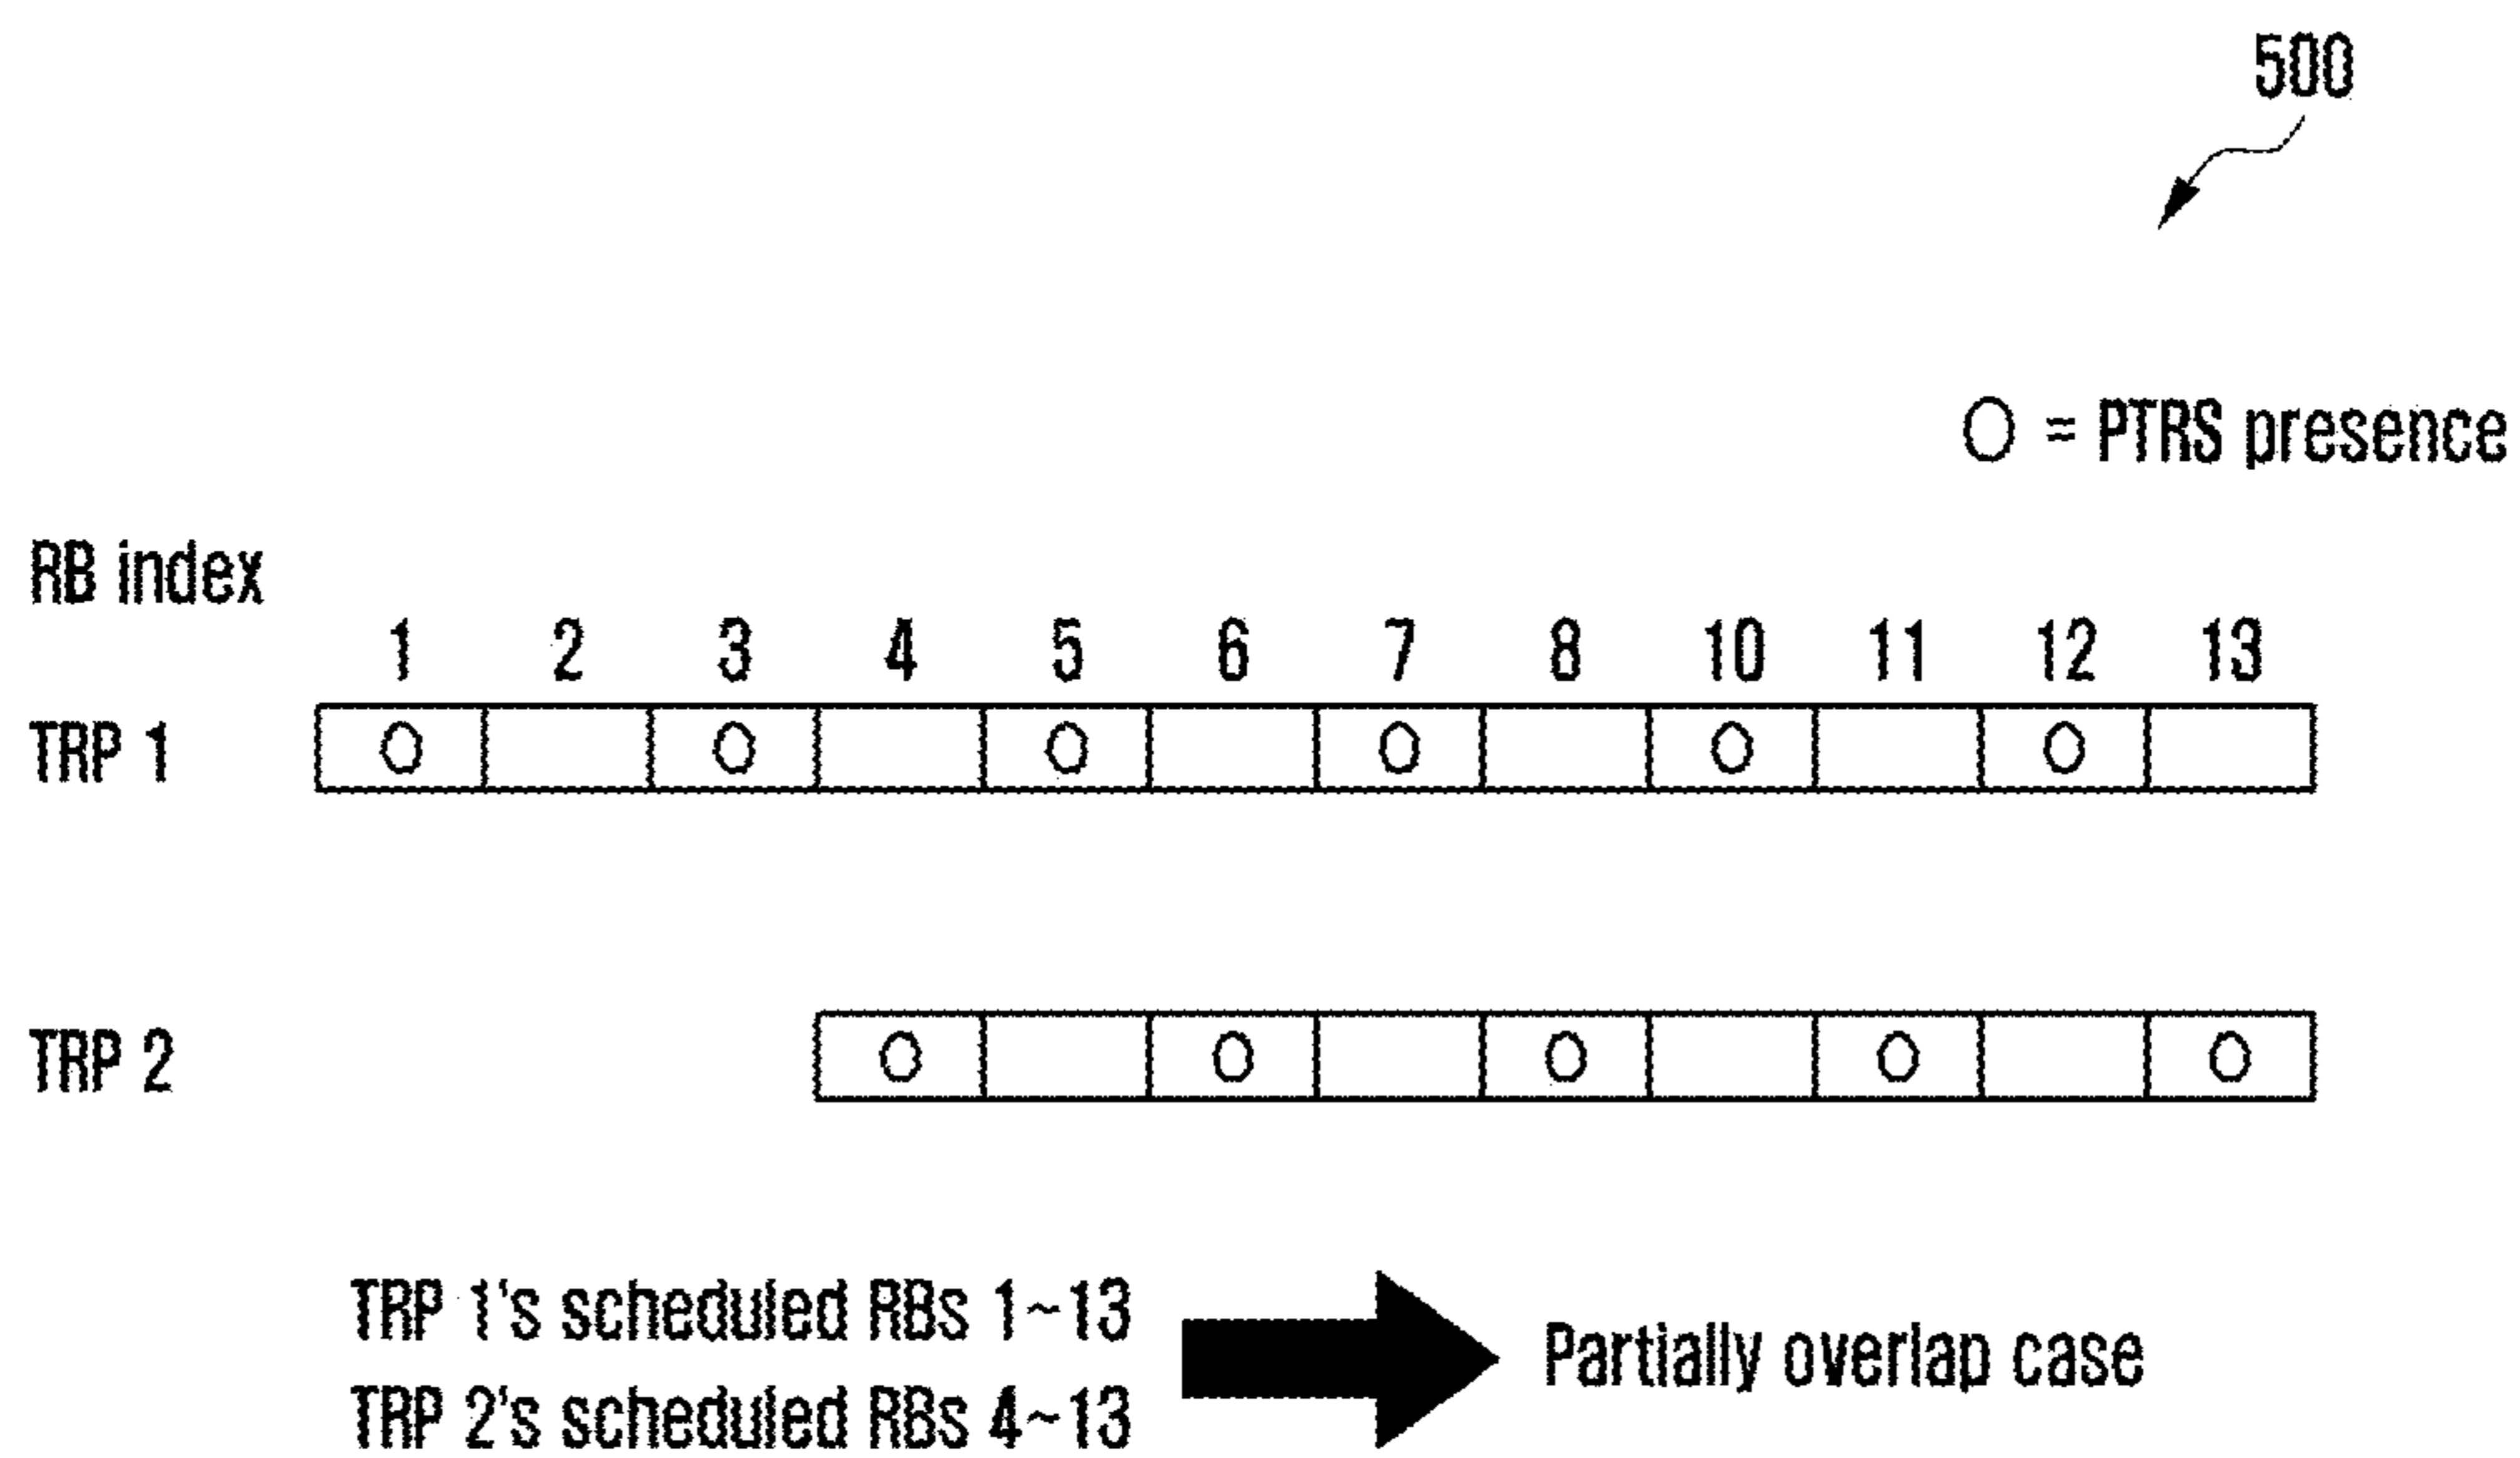 500
O = PTRS presence
RB index
1 2 3 4 5 6 7 8 10 11 12 13
TRP 1 O O O O O O
TRP 2 O O O O O
TRP 1's scheduled RBs 1~13
TRP 2's scheduled RBs 4~13
Partially overlap case